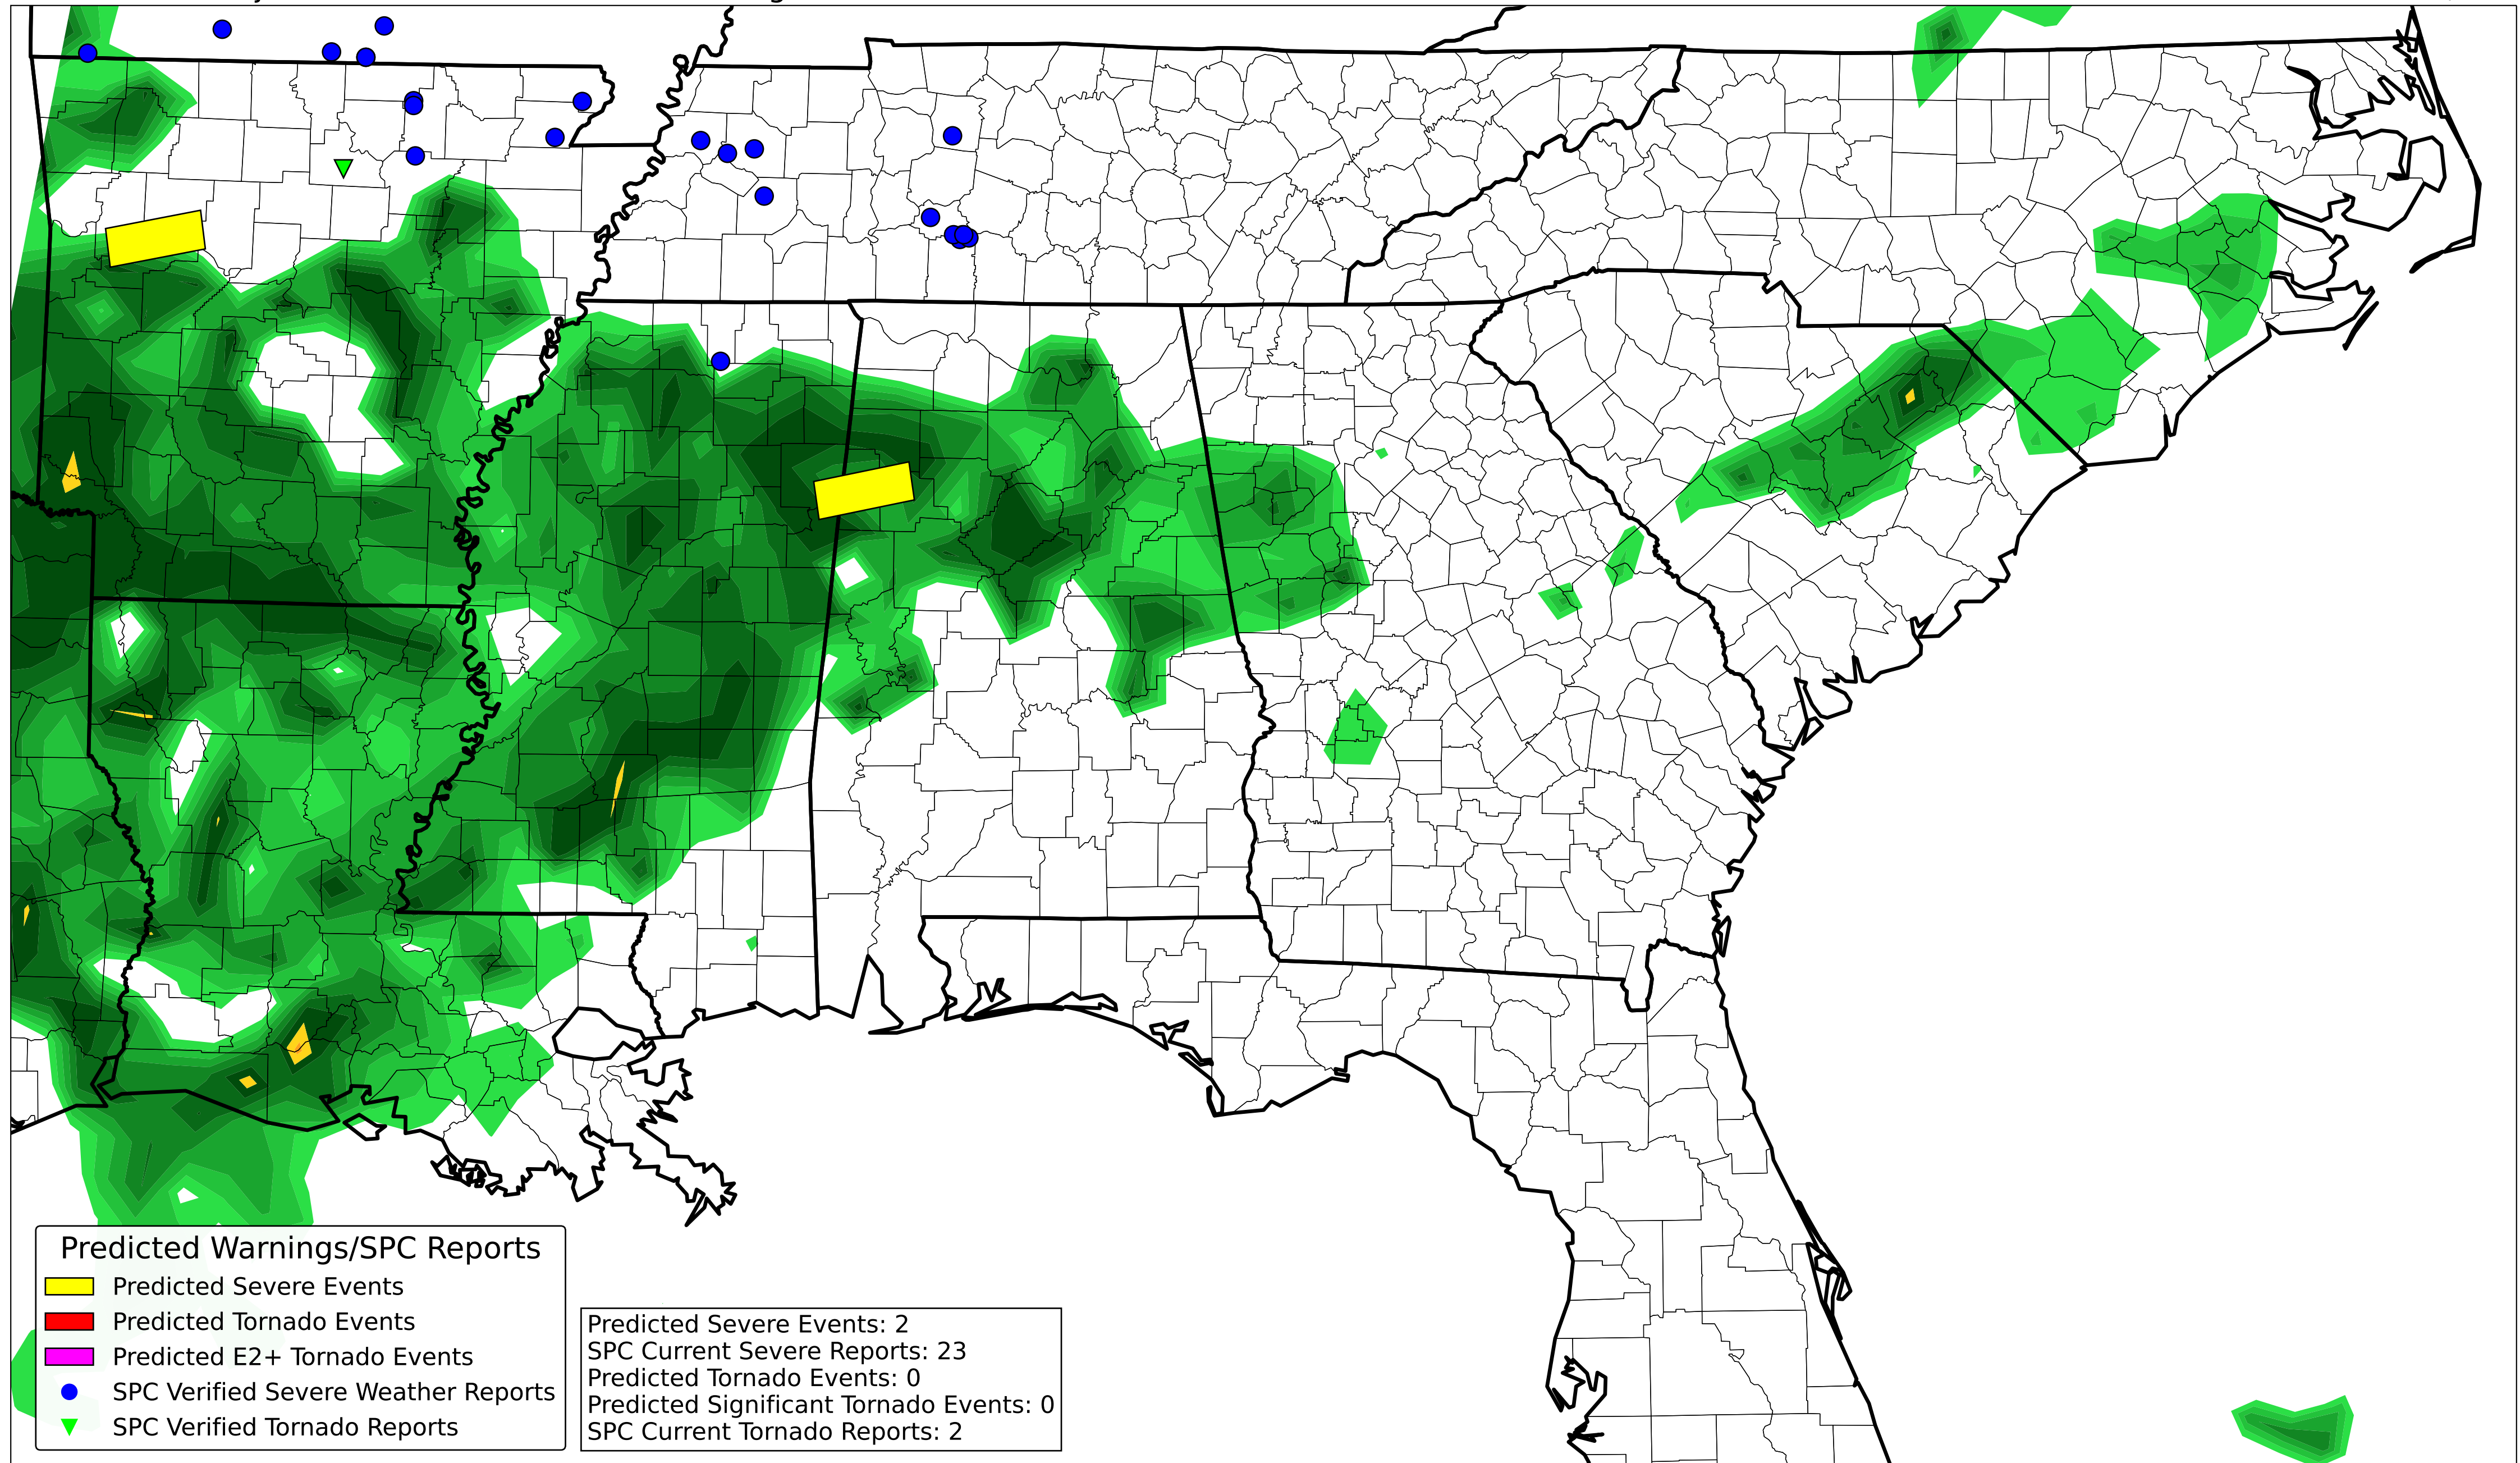 Predicted Warnings/SPC Reports
Predicted Severe Events
Predicted Tornado Events
Predicted E2+ Tornado Events
SPC Verified Severe Weather Reports
SPC Verified Tornado Reports
Predicted Severe Events: 2
SPC Current Severe Reports: 23
Predicted Tornado Events: 0
Predicted Significant Tornado Events: 0
SPC Current Tornado Reports: 2